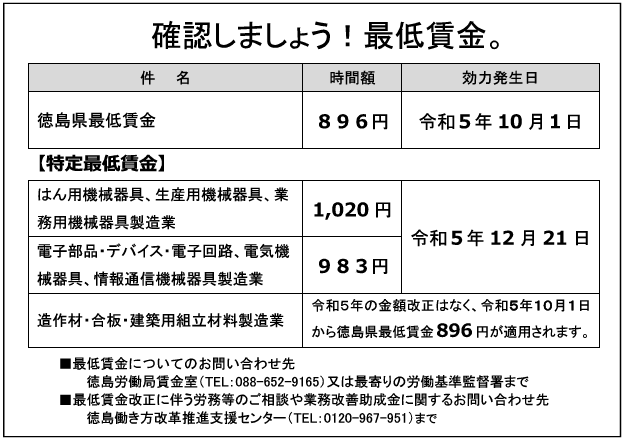 確認しましょう！最低賃金。
件　名　時間額　効力発生日
徳島県最低賃金　８９６円　令和５年10月１日
【特定最低賃金】
はん用機械器具、生産用機械器具、業
務用機械器具製造業
1,020円
電子部品・デバイス・電子回路、電気機
械器具、情報通信機械器具製造業
９８３円
令和５年12月21日
造作材・合板・建築用組立材料製造業
令和５年の金額改正はなく、令和５年１０月１日
から徳島県最低賃金896円が適用されます。
■最低賃金についてのお問い合わせ先
徳島労働局賃金室（TEL：088-652-9165）又は最寄りの労働基準監督署まで
■最低賃金改正に伴う労務等のご相談や業務改善助成金に関するお問い合わせ先
徳島働き方改革推進支援センター（TEL：0120-967-951）まで